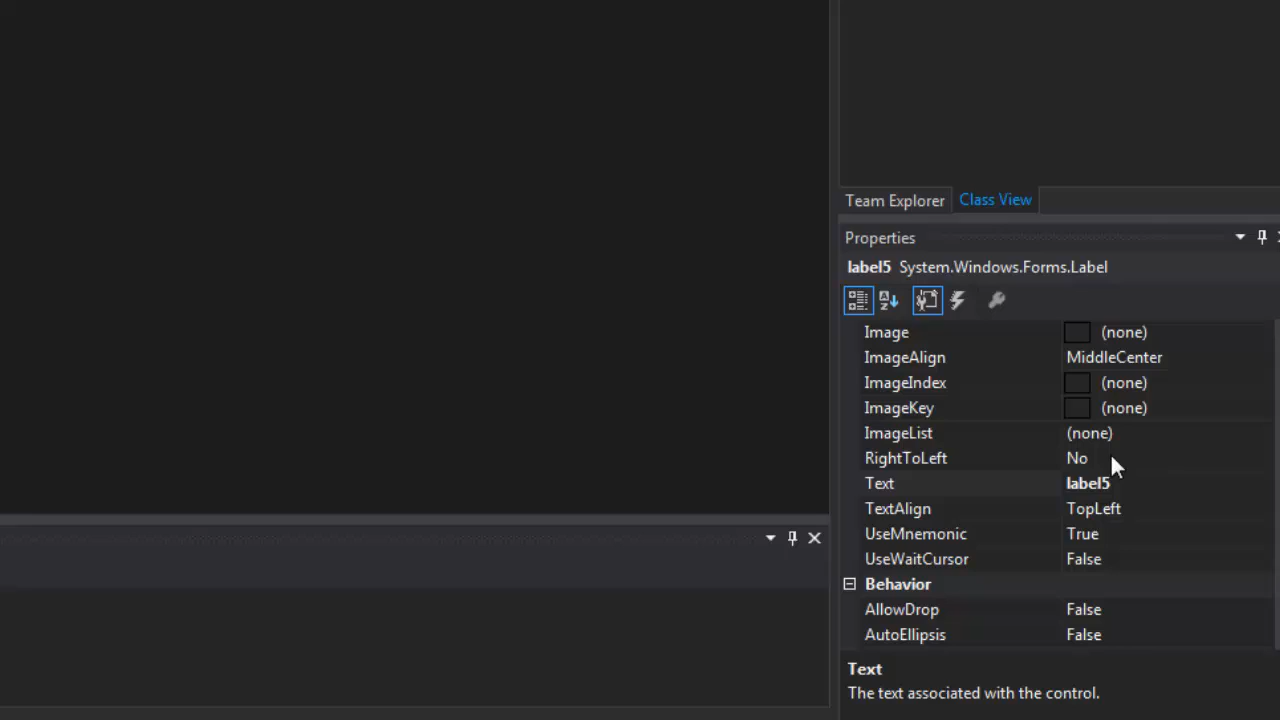 Team Explorer Class View
Properties
label5 System.Windows.Forms.Label
Image (none)
ImageAlign MiddleCenter
ImageIndex (none)
ImageKey (none)
ImageList (none)
RightToLeft No
Text label5
TextAlign TopLeft
UseMnemonic True
UseWaitCursor False
Behavior
AllowDrop False
AutoEllipsis False
Text
The text associated with the control.